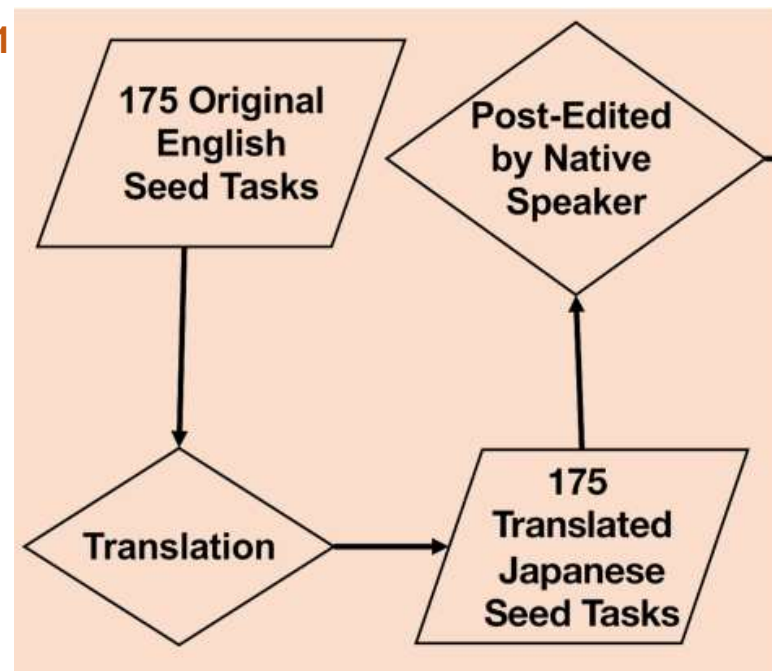 1
175 Original
English
Seed Tasks
Translation
175
Translated
Japanese
Seed Tasks
Post-Edited
by Native
Speaker